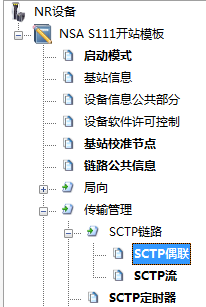 NR设备
NSA S111开站模板
启动模式
基站信息
设备信息公共部分
设备软件许可控制
基站校准节点
链路公共信息
局向
传输管理
SCTP链路
SCTP偶联
SCTP流
SCTP定时器